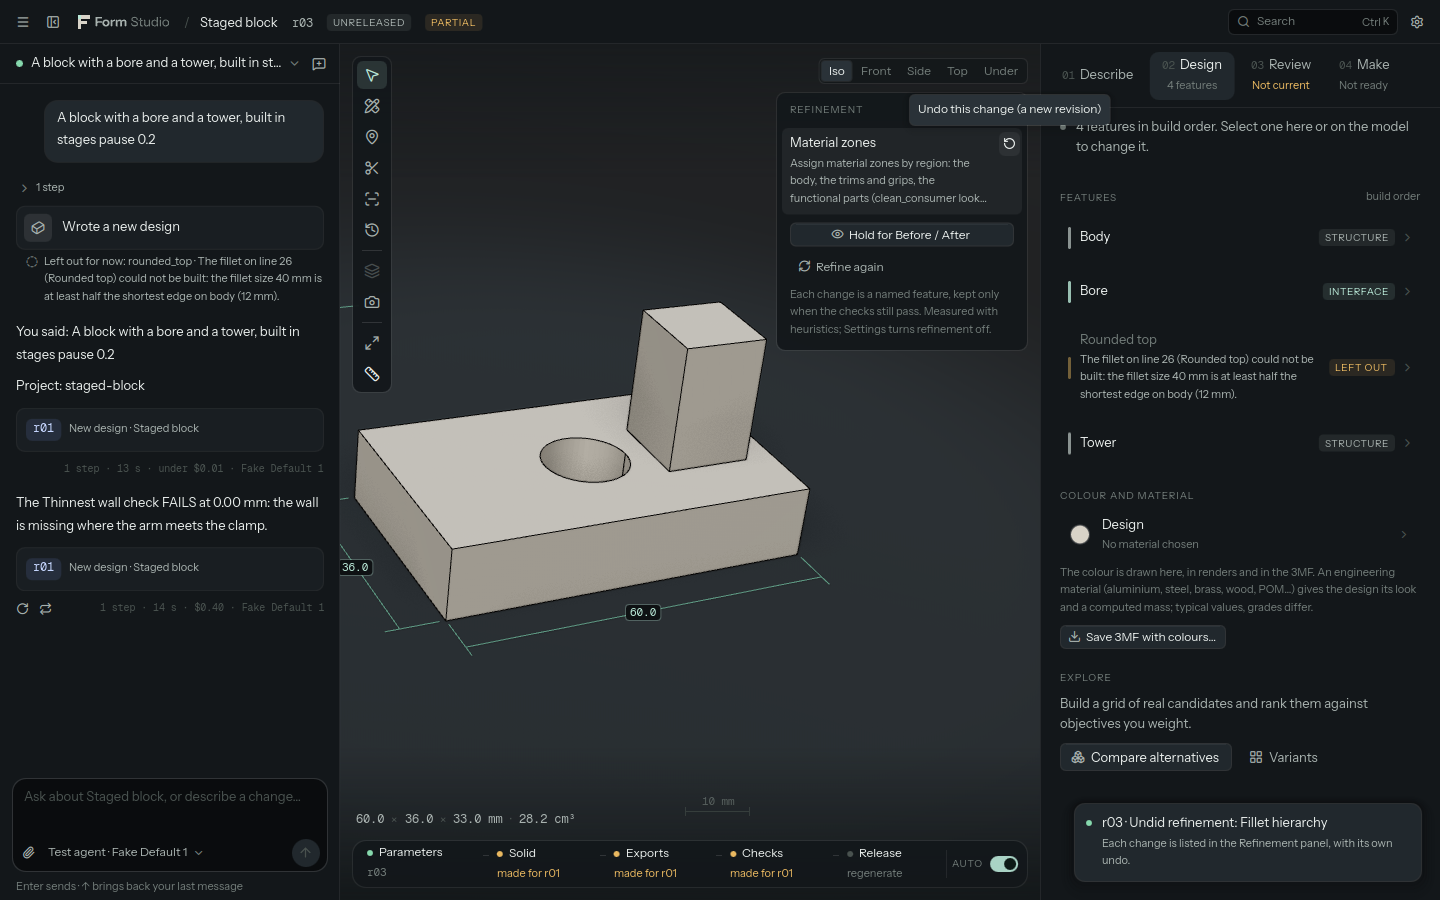 Form Studio / Staged block r03 UNRELEASED PARTIAL
Search Ctrl K
A block with a bore and a tower, built in st...
A block with a bore and a tower, built in
stages pause 0.2
1 step
Wrote a new design
Left out for now: rounded_top · The fillet on line 26
(Rounded top) could not be built: the fillet size 40 mm is
at least half the shortest edge on body (12 mm).
You said: A block with a bore and a tower, built in
stages pause 0.2
Project: staged-block
r01 New design · Staged block
1 step · 13 s · under $0.01 · Fake Default 1
The Thinnest wall check FAILS at 0.00 mm: the wall
is missing where the arm meets the clamp.
r01 New design · Staged block
1 step · 14 s · $0.40 · Fake Default 1
Ask about Staged block, or describe a change...
Test agent · Fake Default 1
Enter sends · ↑ brings back your last message
Iso Front Side Top Under
REFINEMENT
Undo this change (a new revision)
Material zones
Assign material zones by region: the
body, the trims and grips, the
functional parts (clean_consumer look...
Hold for Before / After
Refine again
Each change is a named feature, kept only
when the checks still pass. Measured with
heuristics; Settings turns refinement off.
36.0
60.0
10 mm
60.0 × 36.0 × 33.0 mm · 28.2 cm³
Parameters
r03
Solid
made for r01
Exports
made for r01
Checks
made for r01
Release
regenerate
AUTO
01 Describe
02 Design
4 features
03 Review
Not current
04 Make
Not ready
4 features in build order. Select one here or on the model
to change it.
FEATURES build order
Body STRUCTURE
Bore INTERFACE
Rounded top
The fillet on line 26 (Rounded top) could not be
built: the fillet size 40 mm is at least half the
shortest edge on body (12 mm).
LEFT OUT
Tower STRUCTURE
COLOUR AND MATERIAL
Design
No material chosen
The colour is drawn here, in renders and in the 3MF. An engineering
material (aluminium, steel, brass, wood, POM...) gives the design its look
and a computed mass; typical values, grades differ.
Save 3MF with colours...
EXPLORE
Build a grid of real candidates and rank them against
objectives you weight.
Compare alternatives Variants
r03 · Undid refinement: Fillet hierarchy
Each change is listed in the Refinement panel, with its own
undo.